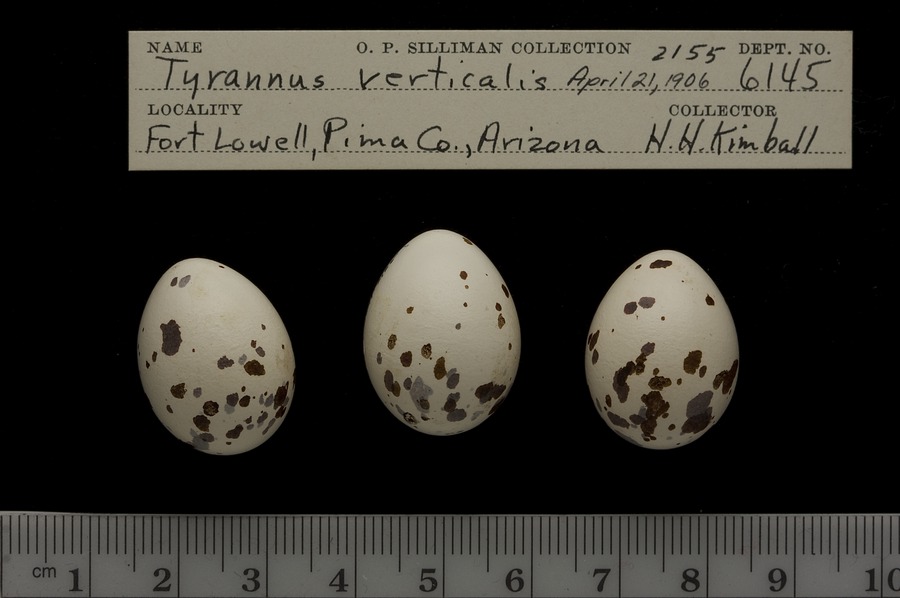 NAME O. P. SILLIMAN COLLECTION 2155 DEPT. NO.
Tyrannus verticalis April 21, 1906 6145
LOCALITY COLLECTOR
Fort Lowell, Pima Co., Arizona H.H. Kimball
cm 1 2 3 4 5 6 7 8 9 10